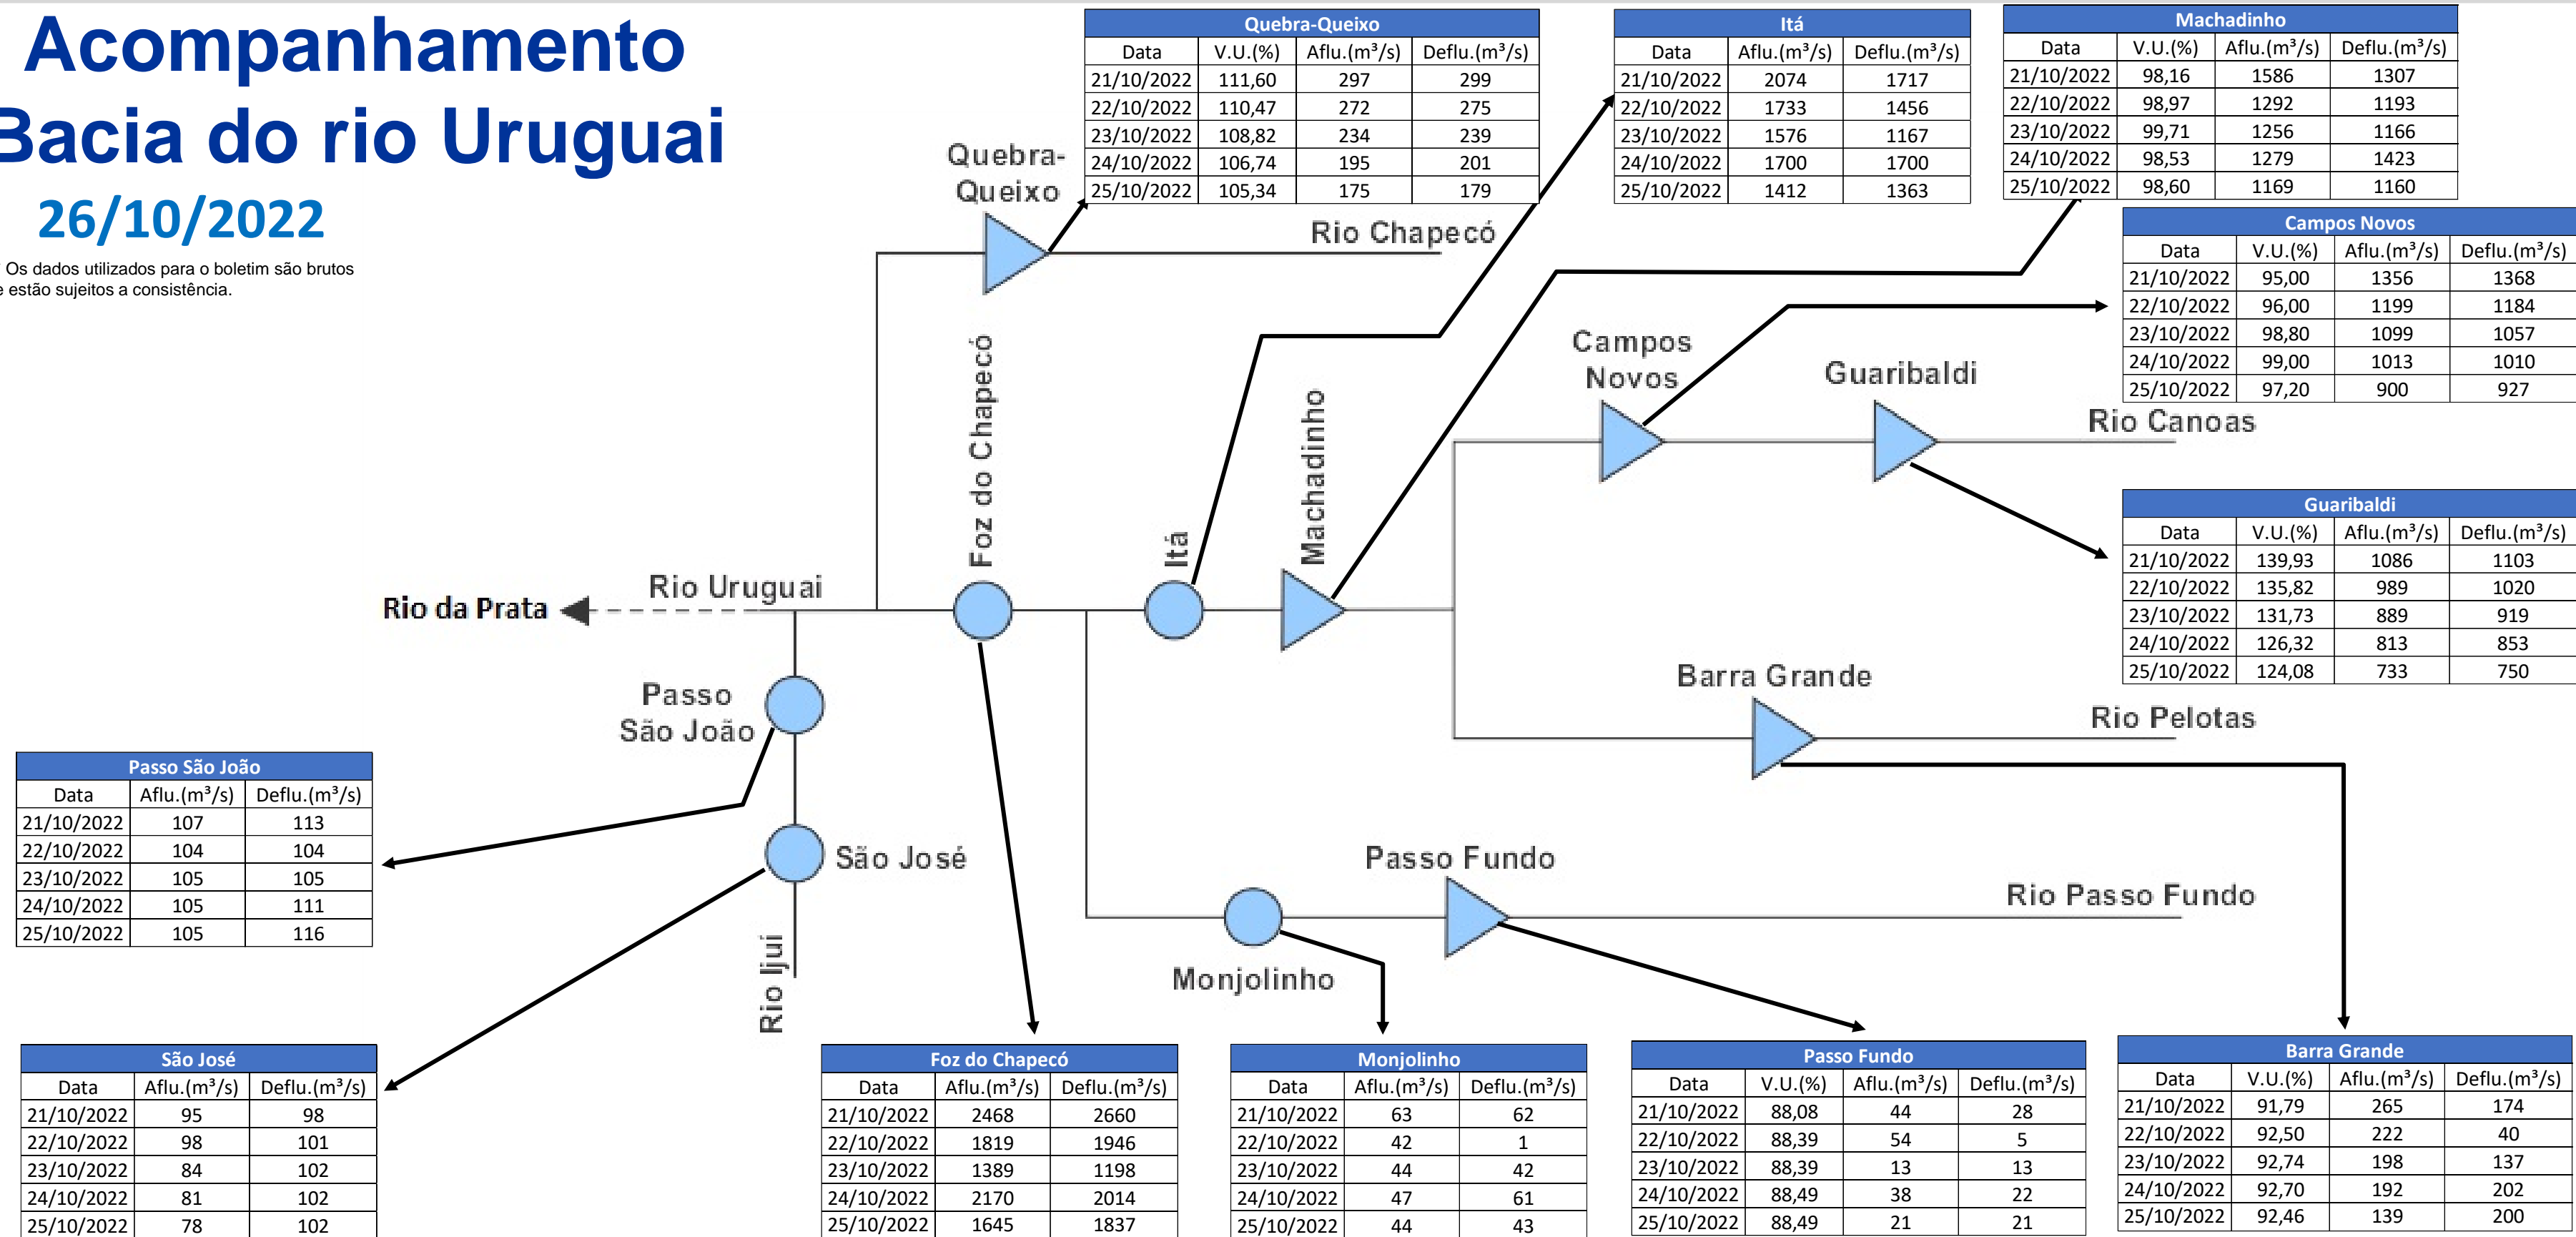 Acompanhamento
Bacia do rio Uruguai
26/10/2022
Os dados utilizados para o boletim são brutos
e estão sujeitos a consistência.
Quebra-Queixo
Data V.U.(%) Aflu.(m³/s) Deflu.(m³/s)
21/10/2022 111,60 297 299
22/10/2022 110,47 272 275
23/10/2022 108,82 234 239
24/10/2022 106,74 195 201
25/10/2022 105,34 175 179
Itá
Data Aflu.(m³/s) Deflu.(m³/s)
21/10/2022 2074 1717
22/10/2022 1733 1456
23/10/2022 1576 1167
24/10/2022 1700 1700
25/10/2022 1412 1363
Machadinho
Data V.U.(%) Aflu.(m³/s) Deflu.(m³/s)
21/10/2022 98,16 1586 1307
22/10/2022 98,97 1292 1193
23/10/2022 99,71 1256 1166
24/10/2022 98,53 1279 1423
25/10/2022 98,60 1169 1160
Campos Novos
Data V.U.(%) Aflu.(m³/s) Deflu.(m³/s)
21/10/2022 95,00 1356 1368
22/10/2022 96,00 1199 1184
23/10/2022 98,80 1099 1057
24/10/2022 99,00 1013 1010
25/10/2022 97,20 900 927
Guaribaldi
Data V.U.(%) Aflu.(m³/s) Deflu.(m³/s)
21/10/2022 139,93 1086 1103
22/10/2022 135,82 989 1020
23/10/2022 131,73 889 919
24/10/2022 126,32 813 853
25/10/2022 124,08 733 750
Quebra-
Queixo
Rio Chapecó
Foz do Chapecó
Itá
Machadinho
Campos
Novos
Guaribaldi
Rio Canoas
Rio da Prata
Rio Uruguai
Barra Grande
Rio Pelotas
Passo
São João
São José
Rio Ijuí
Passo Fundo
Rio Passo Fundo
Monjolinho
Passo São João
Data Aflu.(m³/s) Deflu.(m³/s)
21/10/2022 107 113
22/10/2022 104 104
23/10/2022 105 105
24/10/2022 105 111
25/10/2022 105 116
São José
Data Aflu.(m³/s) Deflu.(m³/s)
21/10/2022 95 98
22/10/2022 98 101
23/10/2022 84 102
24/10/2022 81 102
25/10/2022 78 102
Foz do Chapecó
Data Aflu.(m³/s) Deflu.(m³/s)
21/10/2022 2468 2660
22/10/2022 1819 1946
23/10/2022 1389 1198
24/10/2022 2170 2014
25/10/2022 1645 1837
Monjolinho
Data Aflu.(m³/s) Deflu.(m³/s)
21/10/2022 63 62
22/10/2022 42 1
23/10/2022 44 42
24/10/2022 47 61
25/10/2022 44 43
Passo Fundo
Data V.U.(%) Aflu.(m³/s) Deflu.(m³/s)
21/10/2022 88,08 44 28
22/10/2022 88,39 54 5
23/10/2022 88,39 13 13
24/10/2022 88,49 38 22
25/10/2022 88,49 21 21
Barra Grande
Data V.U.(%) Aflu.(m³/s) Deflu.(m³/s)
21/10/2022 91,79 265 174
22/10/2022 92,50 222 40
23/10/2022 92,74 198 137
24/10/2022 92,70 192 202
25/10/2022 92,46 139 200